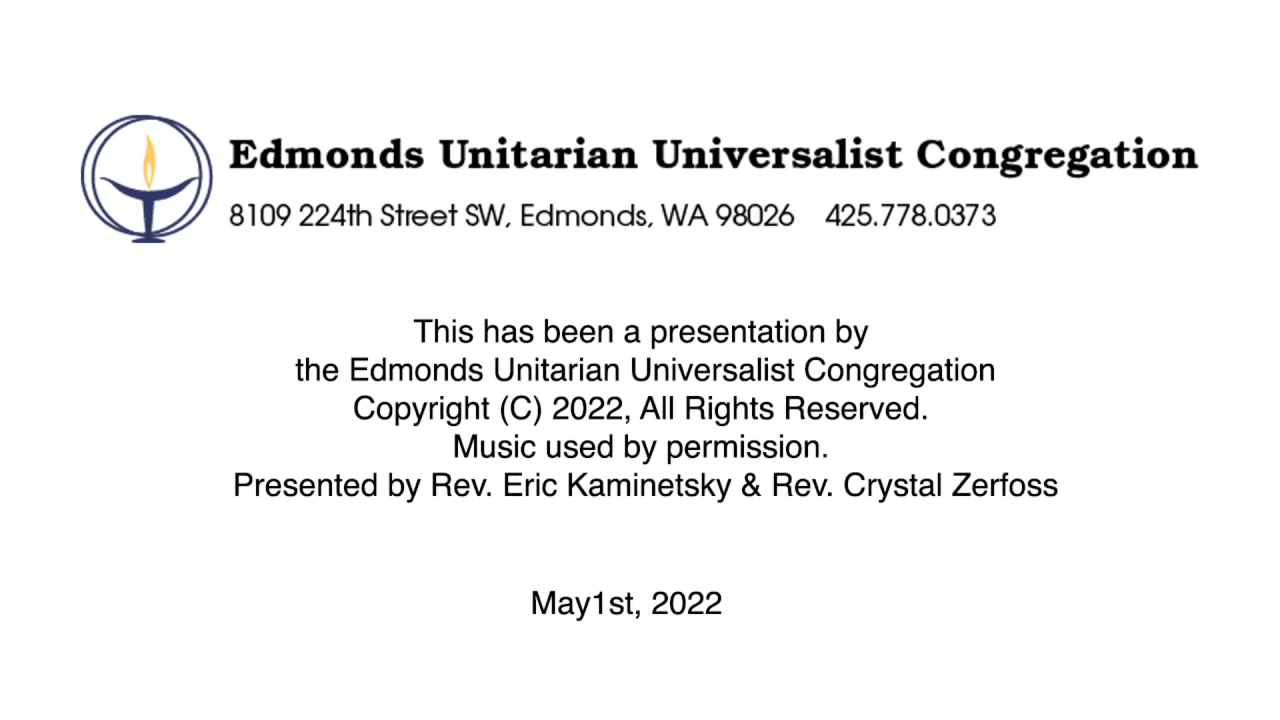 Edmonds Unitarian Universalist Congregation
8109 224th Street SW, Edmonds, WA 98026 425.778.0373
This has been a presentation by
the Edmonds Unitarian Universalist Congregation
Copyright (C) 2022, All Rights Reserved.
Music used by permission.
Presented by Rev. Eric Kaminetsky & Rev. Crystal Zerfoss
May1st, 2022